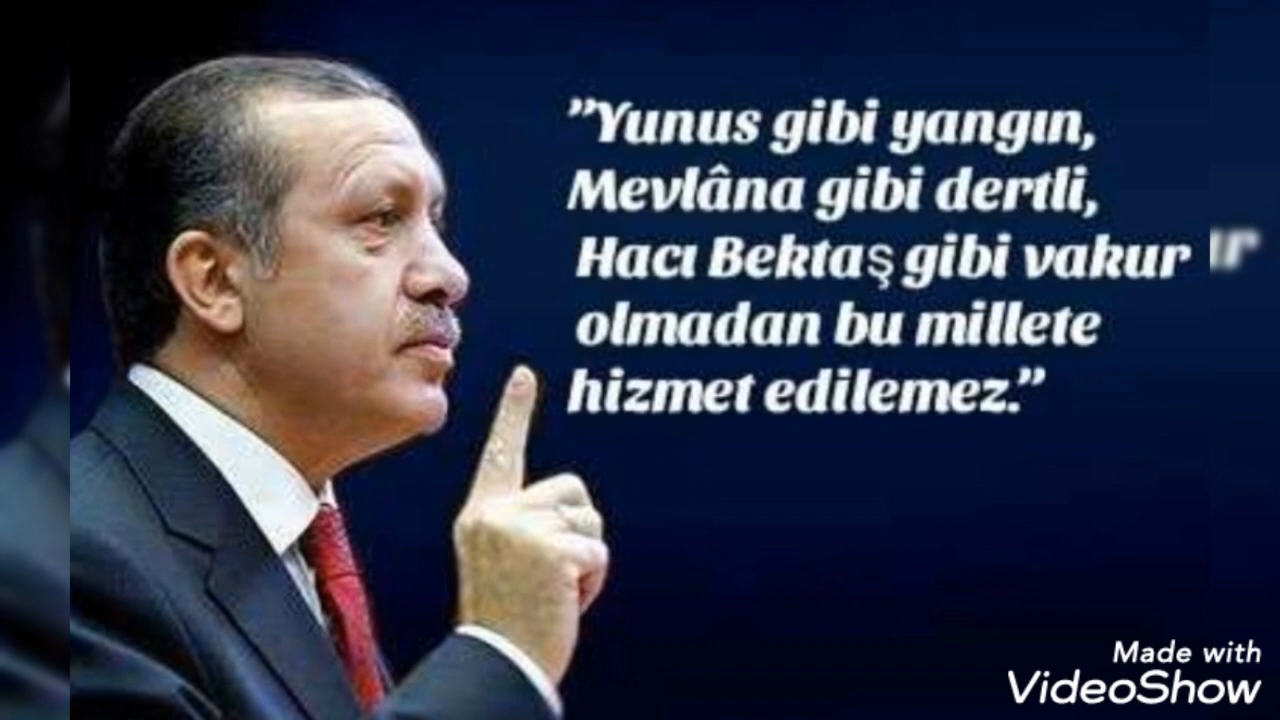 ”Yunus gibi yangın,
Mevlâna gibi dertli,
Hacı Bektaş gibi vakur
olmadan bu millete
hizmet edilemez.”
Made with
VideoShow